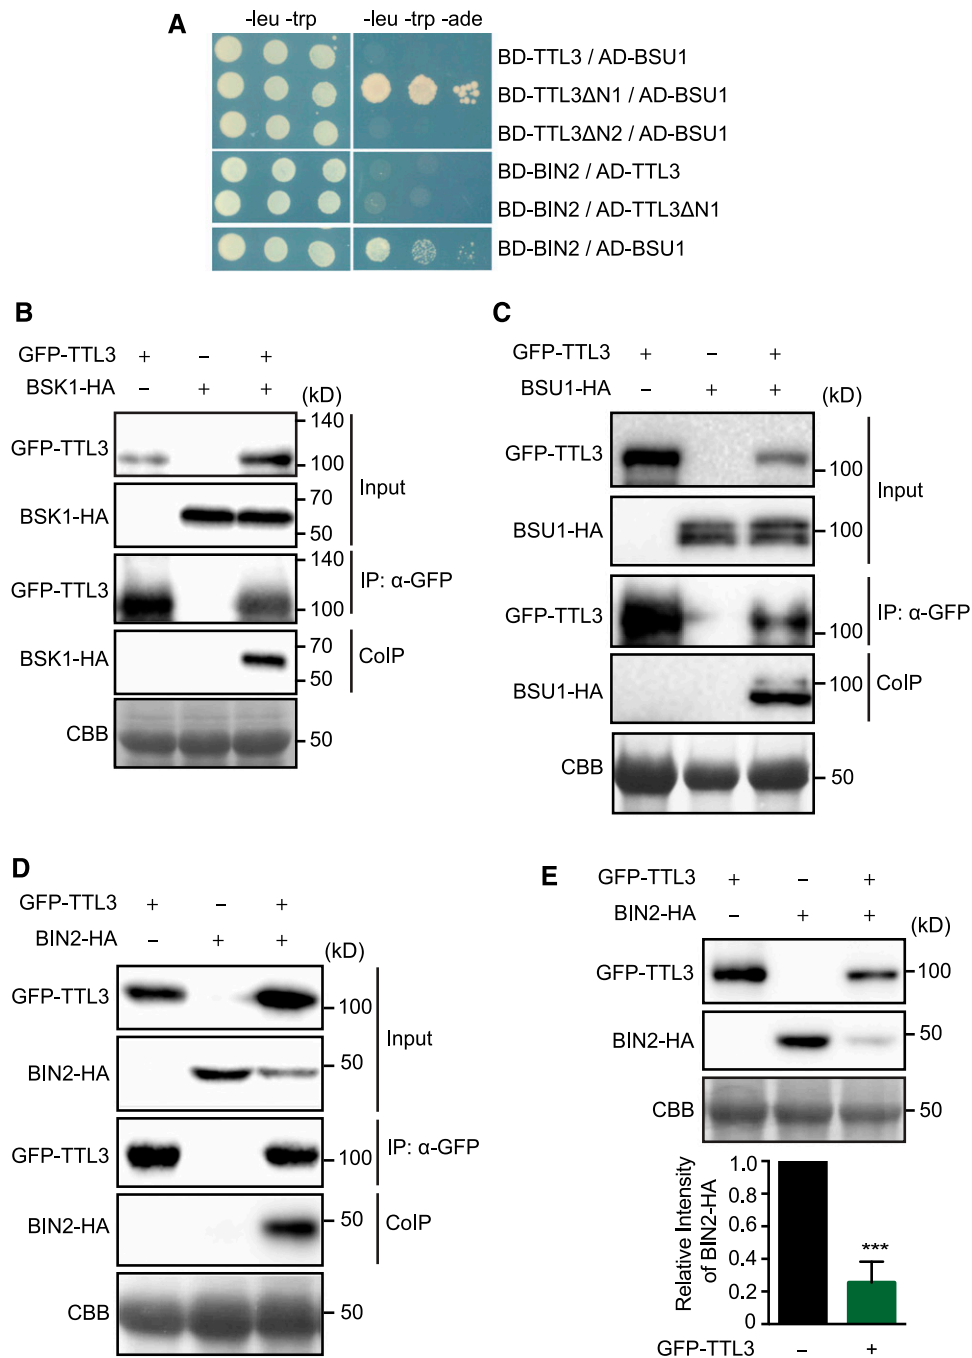 A
-leu -trp
-leu -trp -ade
BD-TTL3 / AD-BSU1
BD-TTL3ΔN1 / AD-BSU1
BD-TTL3ΔN2 / AD-BSU1
BD-BIN2 / AD-TTL3
BD-BIN2 / AD-TTL3ΔN1
BD-BIN2 / AD-BSU1
B
GFP-TTL3 + – +
BSK1-HA – + + (kD)
GFP-TTL3
140
100
BSK1-HA
70
50
Input
GFP-TTL3
140
100
IP: α-GFP
BSK1-HA
70
50
CoIP
CBB
50
C
GFP-TTL3 + – +
BSU1-HA – + + (kD)
GFP-TTL3
100
BSU1-HA
100
Input
GFP-TTL3
100
IP: α-GFP
BSU1-HA
100
CoIP
CBB
50
D
GFP-TTL3 + – +
BIN2-HA – + + (kD)
GFP-TTL3
100
BIN2-HA
50
Input
GFP-TTL3
100
IP: α-GFP
BIN2-HA
50
CoIP
CBB
50
E
GFP-TTL3 + – +
BIN2-HA – + + (kD)
GFP-TTL3
100
BIN2-HA
50
CBB
50
Relative Intensity
of BIN2-HA
1.0
0.8
0.6
0.4
0.2
0
***
GFP-TTL3 – +